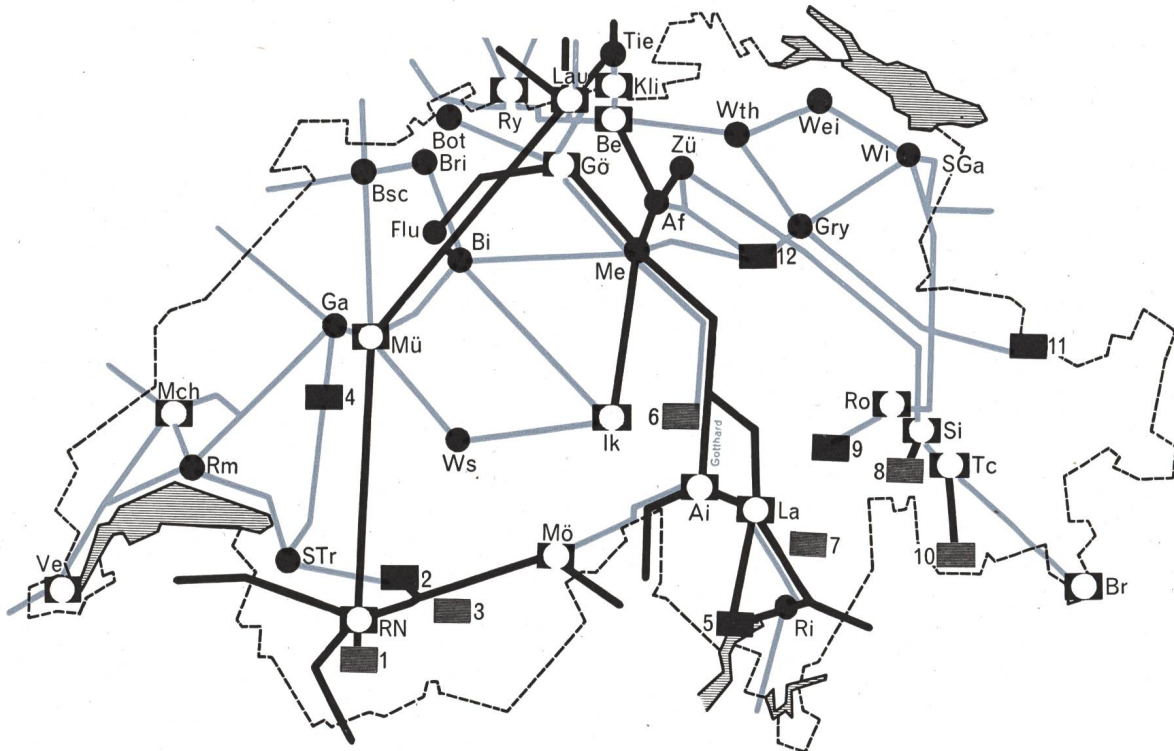 Tie
Lau
Kli
Ry
Wth
Wei
Bot
Be
Bri
Gö
Zü
Wi
SGa
Bsc
Flu
Af
Gry
Bi
Me
12
Ga
Mü
11
Mch
4
6
Ro
Ik
Gotthard
Si
Ws
9
8
Tc
Rm
Ai
La
Mö
7
10
STr
Ve
2
Br
3
5
Ri
RN
1